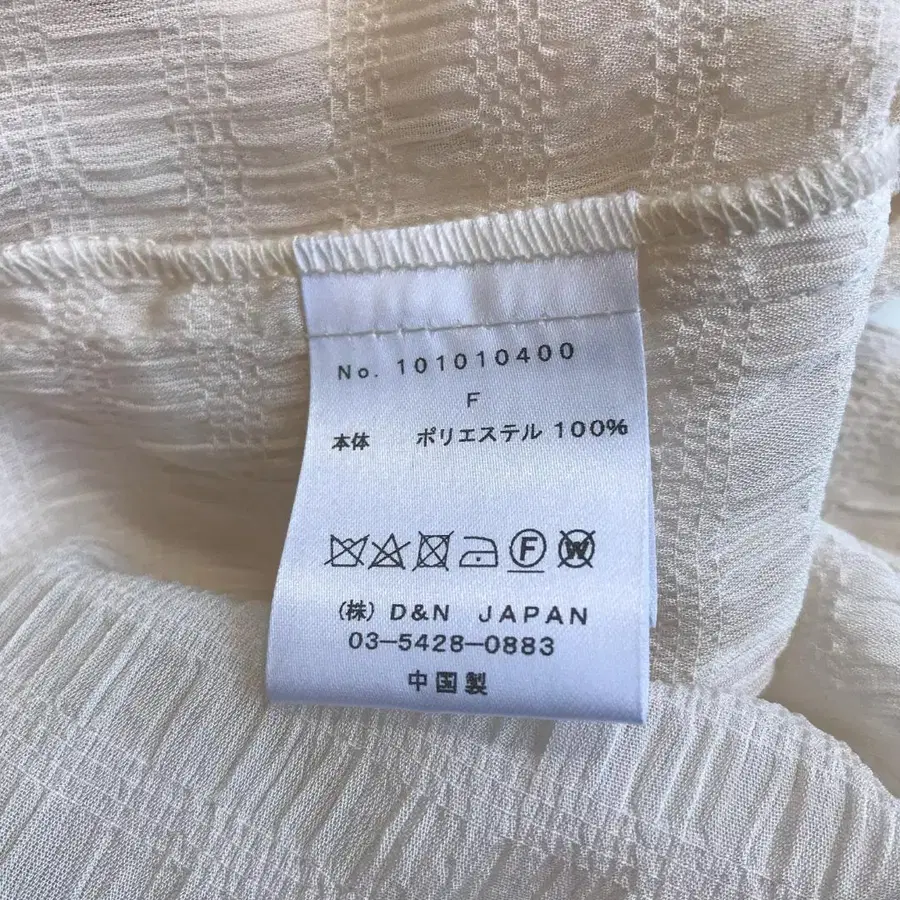 No. 101010400
F
本体 ポリエステル 100%
F W
(株) D&N JAPAN
03-5428-0883
中国製